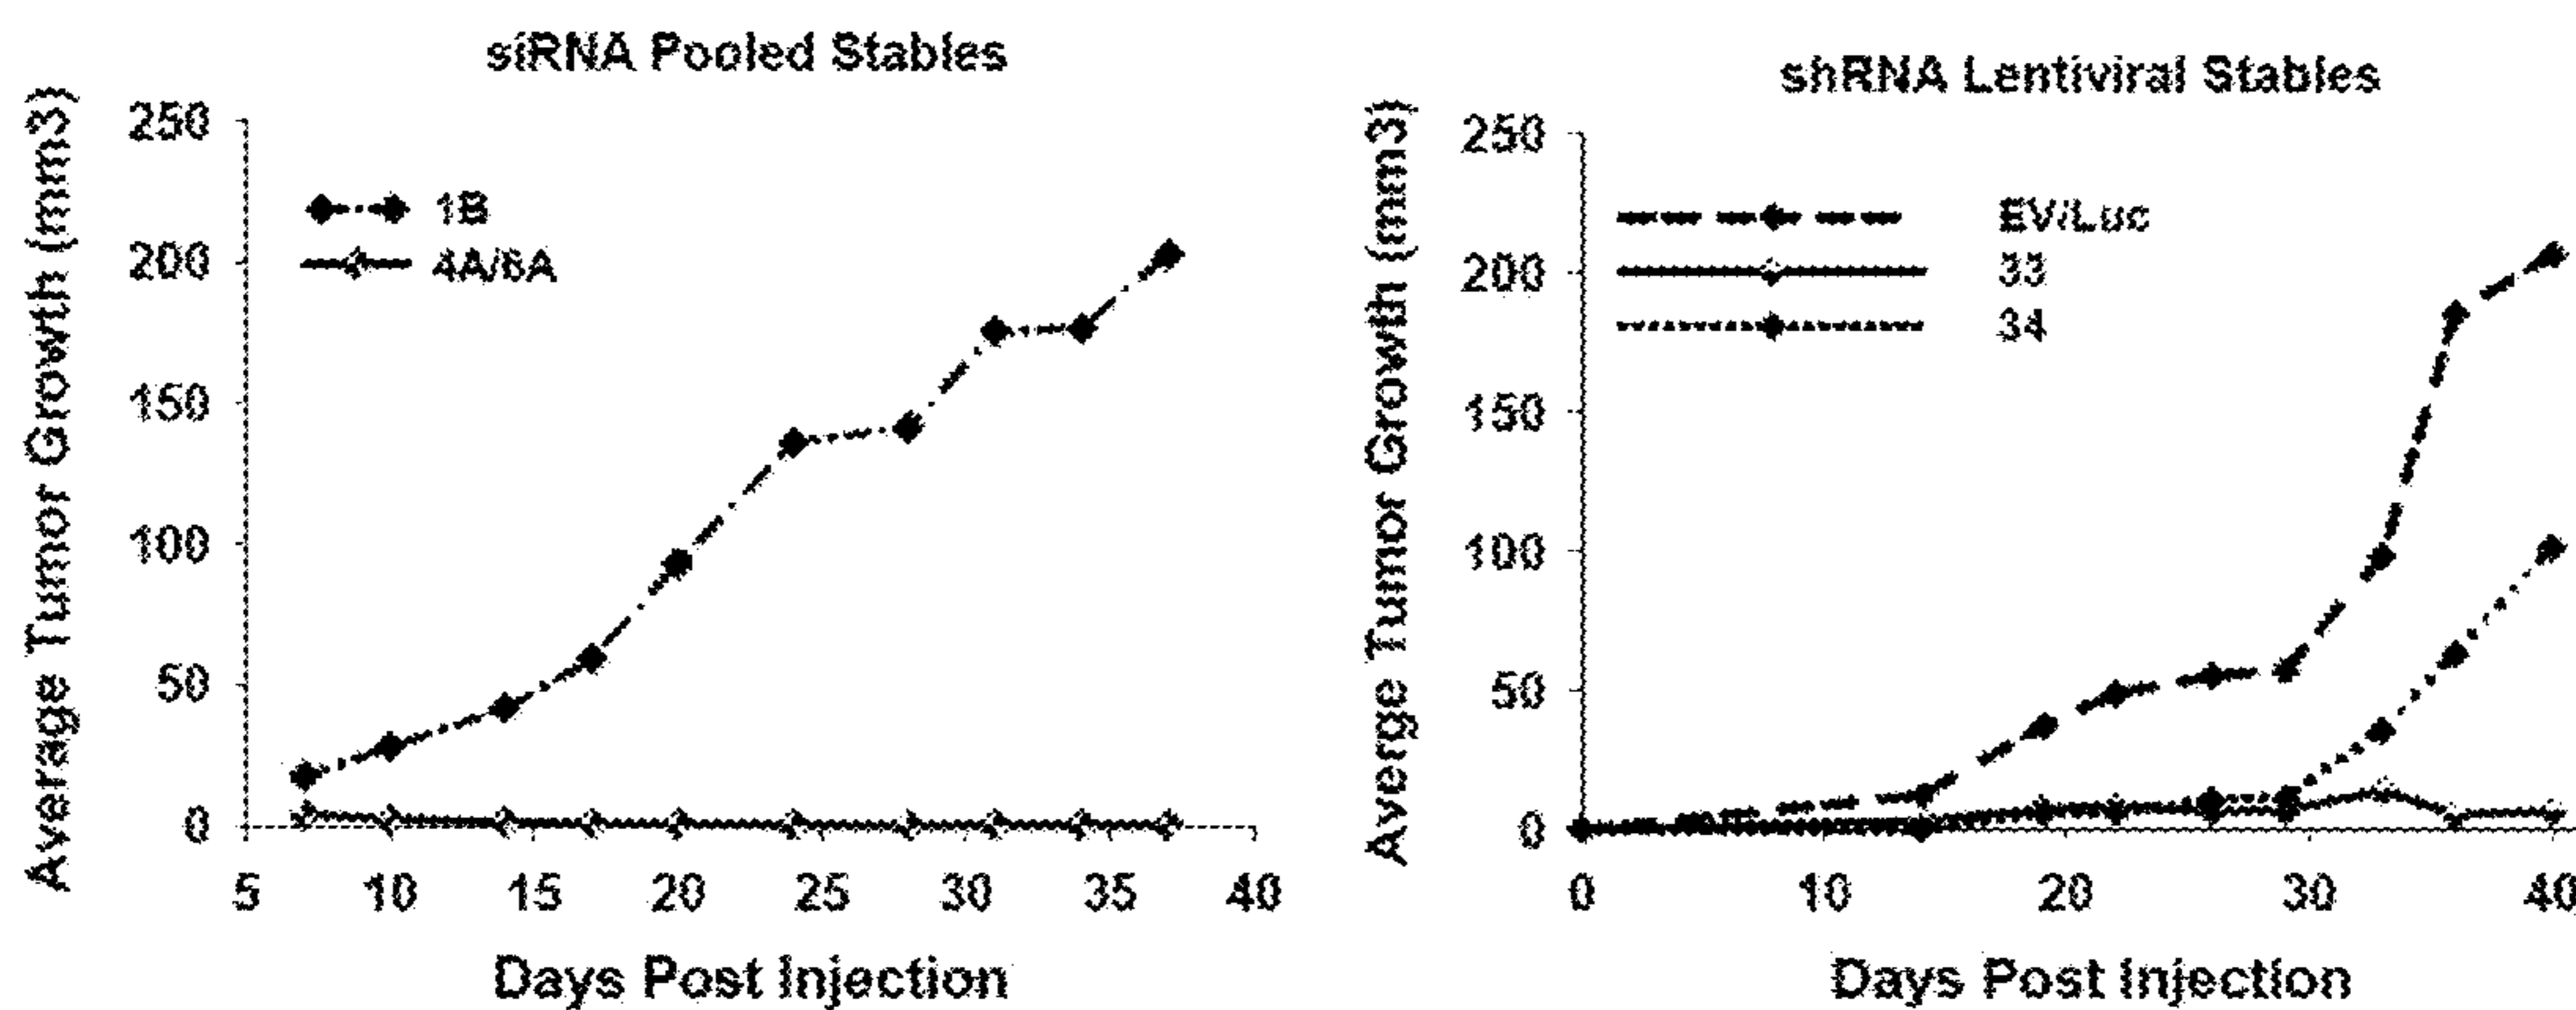 siRNA Pooled Stables
Average Tumor Growth (mm3)
250
200
150
100
50
0
1B
4A/6A
5 10 15 20 25 30 35 40
Days Post Injection
shRNA Lentiviral Stables
Averge Tumor Growth (mm3)
250
200
150
100
50
0
EV/Luc
33
34
0 10 20 30 40
Days Post Injection